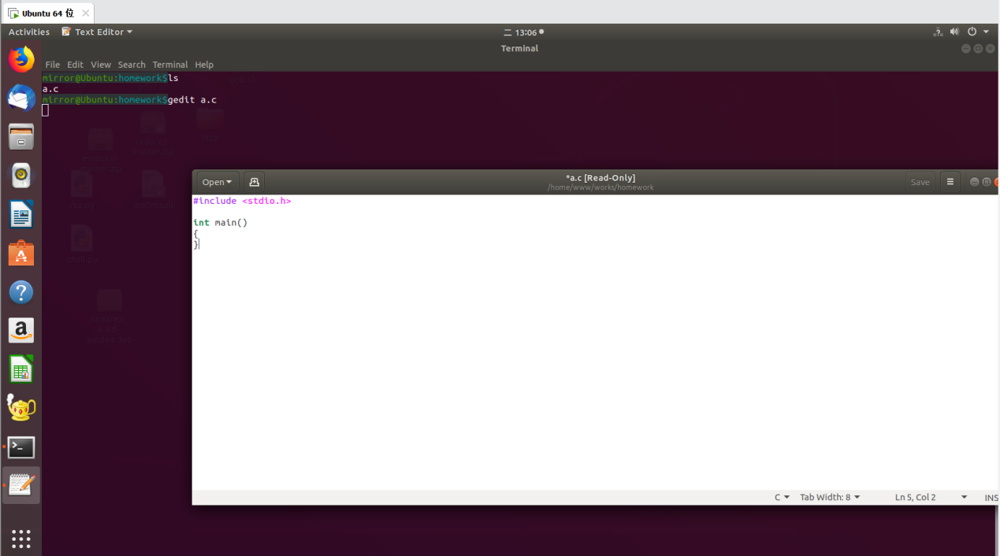 Ubuntu 64 位
Activities Text Editor
二 13:06
Terminal
File Edit View Search Terminal Help
mirror@Ubuntu:homework$ls
a.c
mirror@Ubuntu:homework$gedit a.c
Open
*a.c [Read-Only]
/home/www/works/homework
Save
#include <stdio.h>
int main()
{
}
C Tab Width: 8 Ln 5, Col 2 INS